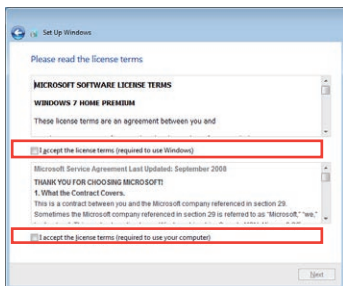 Set Up Windows
Please read the license terms
MICROSOFT SOFTWARE LICENSE TERMS
WINDOWS 7 HOME PREMIUM
These license terms are an agreement between you and
I accept the license terms (required to use Windows)
Microsoft Service Agreement Last Updated: September 2008
THANK YOU FOR CHOOSING MICROSOFT!
1. What the Contract Covers.
This is a contract between you and the Microsoft company referenced in section 29.
Sometimes the Microsoft company referenced in section 29 is referred to as "Microsoft," "we,"
I accept the license terms (required to use your computer)
Next